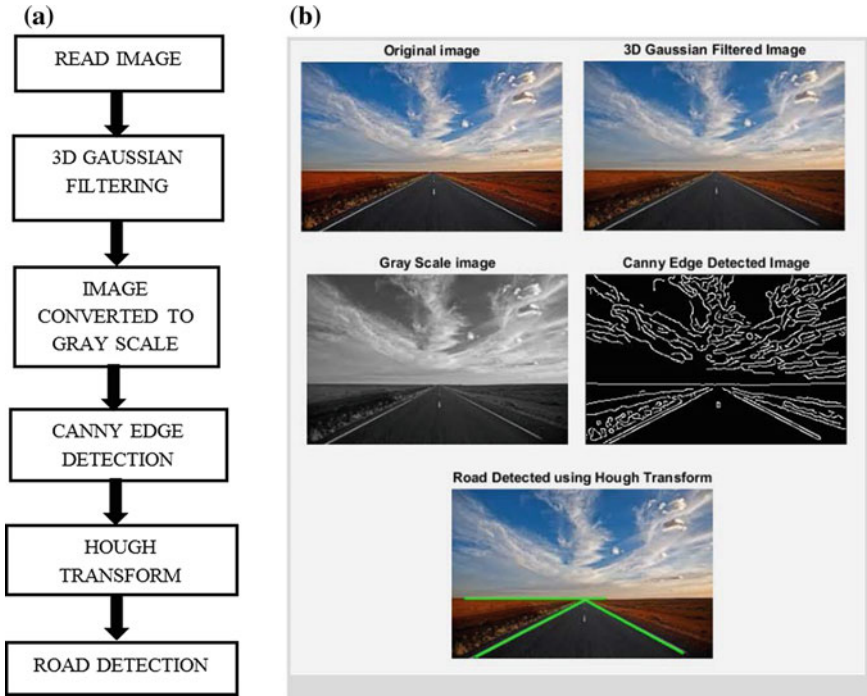 (a)
READ IMAGE
3D GAUSSIAN
FILTERING
IMAGE
CONVERTED TO
GRAY SCALE
CANNY EDGE
DETECTION
HOUGH
TRANSFORM
ROAD DETECTION
(b)
Original image
3D Gaussian Filtered Image
Gray Scale image
Canny Edge Detected Image
Road Detected using Hough Transform